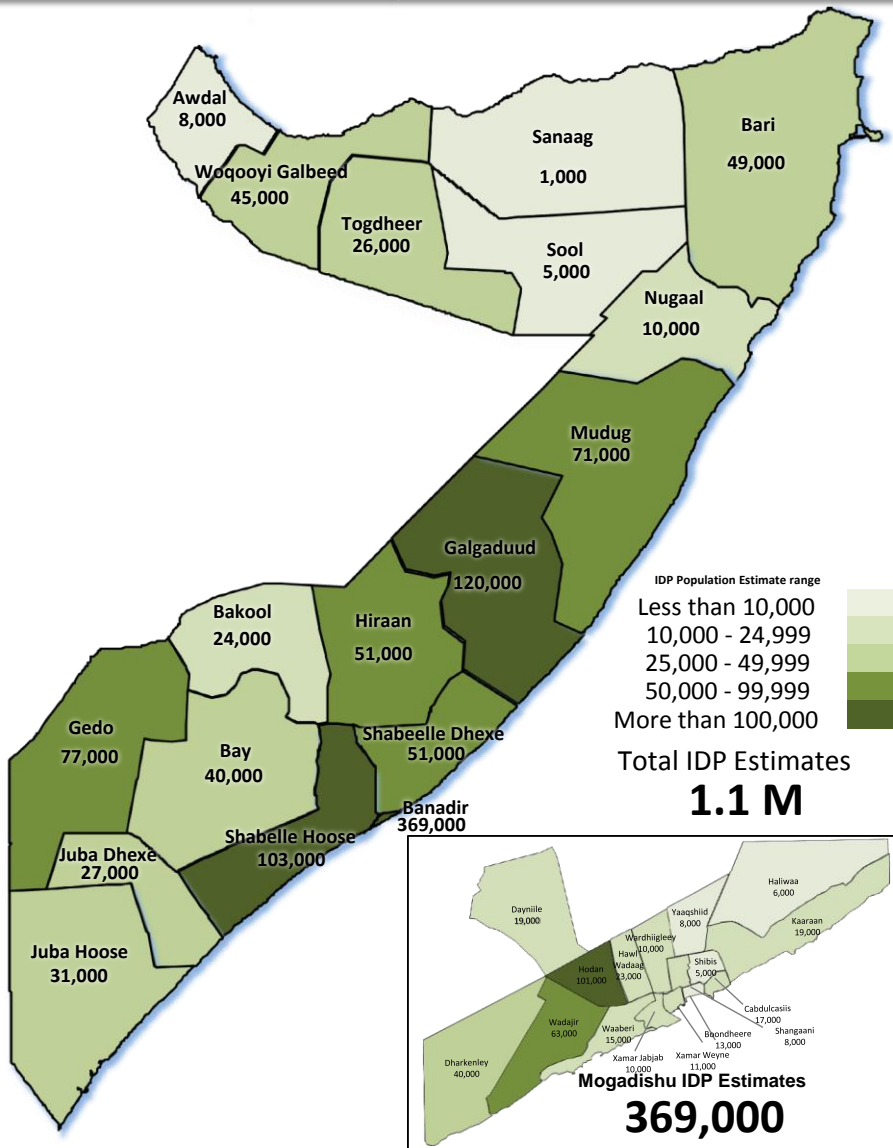 Awdal
8,000
Woqooyi Galbeed
45,000
Togdheer
26,000
Sanaag
1,000
Sool
5,000
Bari
49,000
Nugaal
10,000
Mudug
71,000
Galgaduud
120,000
Hiraan
51,000
Bakool
24,000
Gedo
77,000
Bay
40,000
Shabeelle Dhexe
51,000
Banadir
369,000
Shabelle Hoose
103,000
Juba Dhexe
27,000
Juba Hoose
31,000
IDP Population Estimate range
Less than 10,000
10,000 - 24,999
25,000 - 49,999
50,000 - 99,999
More than 100,000
Total IDP Estimates
1.1 M
Dayniile
19,000
Haliwaa
6,000
Yaaqshiid
8,000
Kaaraan
19,000
Wardhiigleey
10,000
Hawl
Wadaag
23,000
Hodan
101,000
Shibis
5,000
Cabdulcasiis
17,000
Shangaani
8,000
Boondheere
13,000
Xamar Weyne
11,000
Xamar Jabjab
10,000
Waaberi
15,000
Wadajir
63,000
Dharkenley
40,000
Mogadishu IDP Estimates
369,000